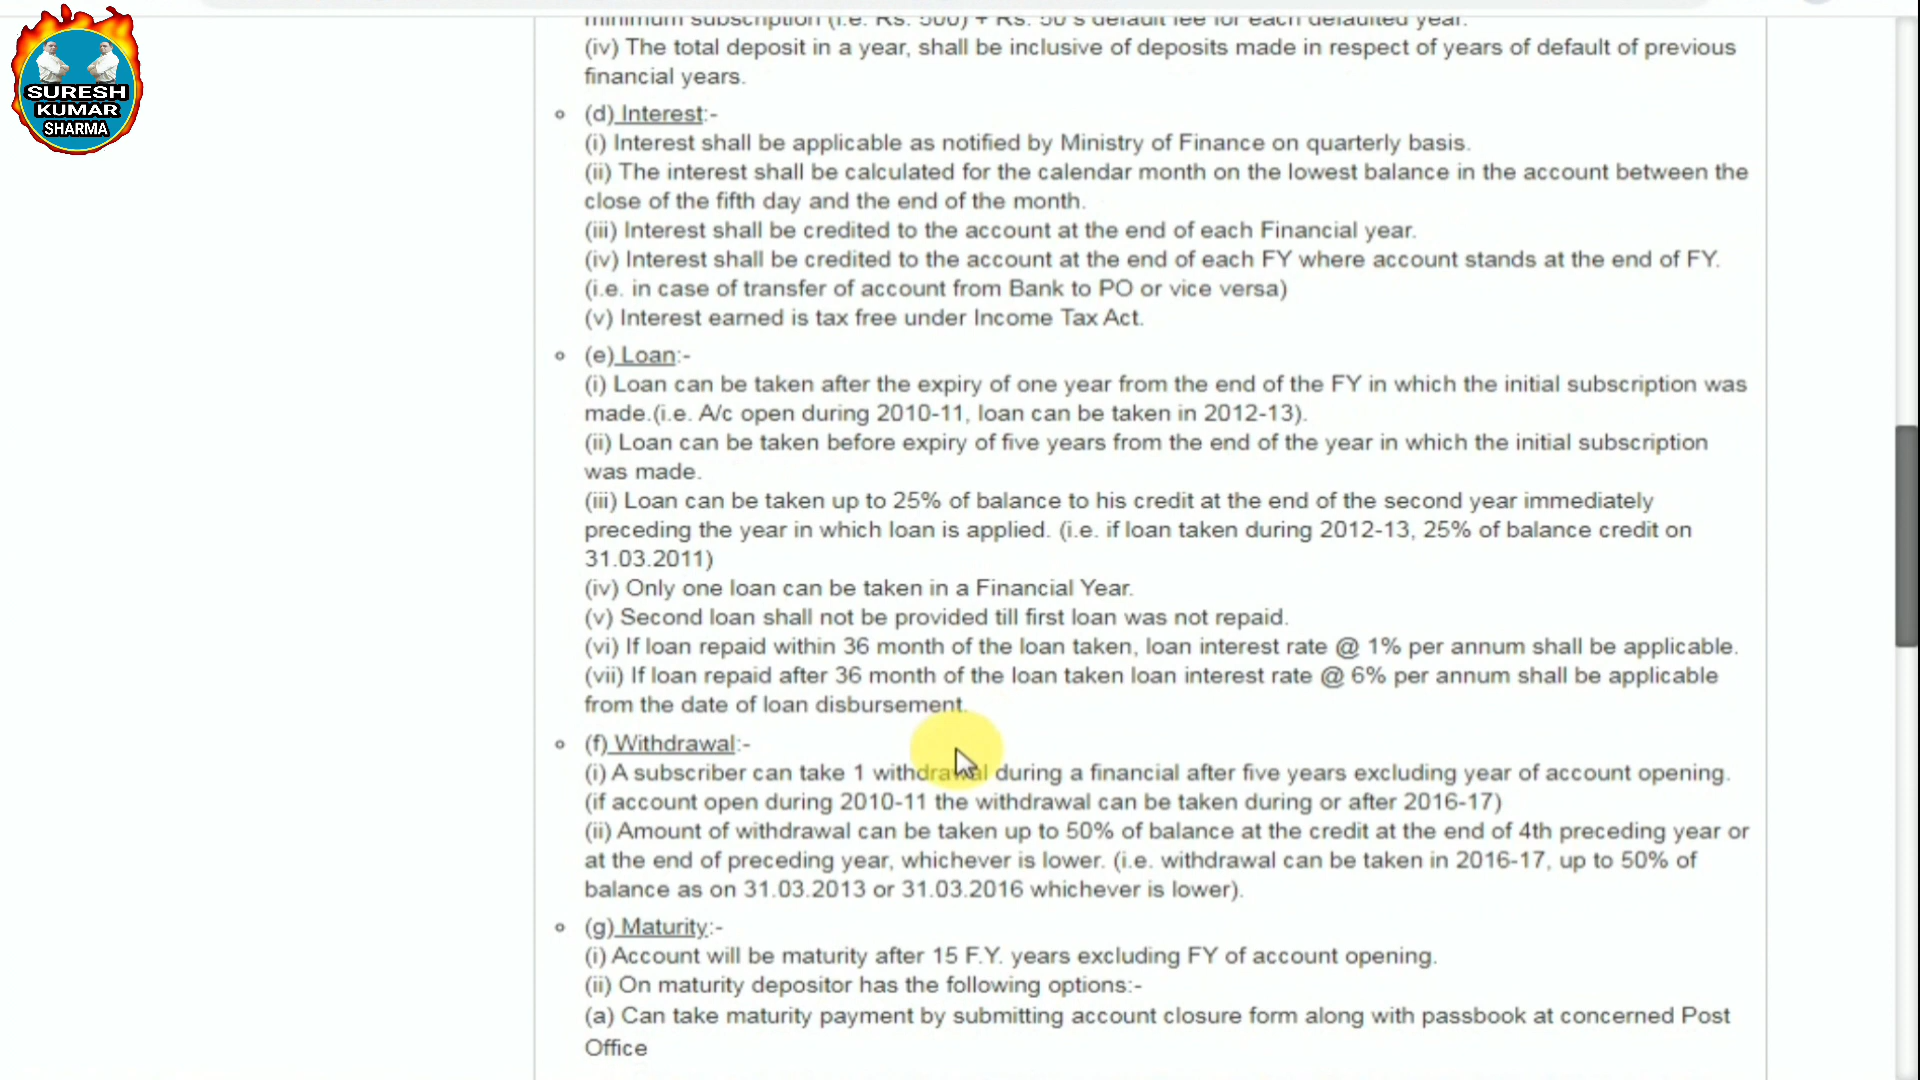 SURESH
KUMAR
SHARMA
minimum subscription (i.e. Rs. 500) + Rs. 50's default fee for each defaulted year.
(iv) The total deposit in a year, shall be inclusive of deposits made in respect of years of default of previous
financial years.
(d) Interest:-
(i) Interest shall be applicable as notified by Ministry of Finance on quarterly basis.
(ii) The interest shall be calculated for the calendar month on the lowest balance in the account between the
close of the fifth day and the end of the month.
(iii) Interest shall be credited to the account at the end of each Financial year.
(iv) Interest shall be credited to the account at the end of each FY where account stands at the end of FY.
(i.e. in case of transfer of account from Bank to PO or vice versa)
(v) Interest earned is tax free under Income Tax Act.
(e) Loan:-
(i) Loan can be taken after the expiry of one year from the end of the FY in which the initial subscription was
made.(i.e. A/c open during 2010-11, loan can be taken in 2012-13).
(ii) Loan can be taken before expiry of five years from the end of the year in which the initial subscription
was made.
(iii) Loan can be taken up to 25% of balance to his credit at the end of the second year immediately
preceding the year in which loan is applied. (i.e. if loan taken during 2012-13, 25% of balance credit on
31.03.2011)
(iv) Only one loan can be taken in a Financial Year.
(v) Second loan shall not be provided till first loan was not repaid.
(vi) If loan repaid within 36 month of the loan taken, loan interest rate @ 1% per annum shall be applicable.
(vii) If loan repaid after 36 month of the loan taken loan interest rate @ 6% per annum shall be applicable
from the date of loan disbursement.
(f) Withdrawal:-
(i) A subscriber can take 1 withdrawal during a financial after five years excluding year of account opening.
(if account open during 2010-11 the withdrawal can be taken during or after 2016-17)
(ii) Amount of withdrawal can be taken up to 50% of balance at the credit at the end of 4th preceding year or
at the end of preceding year, whichever is lower. (i.e. withdrawal can be taken in 2016-17, up to 50% of
balance as on 31.03.2013 or 31.03.2016 whichever is lower).
(g) Maturity:-
(i) Account will be maturity after 15 F.Y. years excluding FY of account opening.
(ii) On maturity depositor has the following options:-
(a) Can take maturity payment by submitting account closure form along with passbook at concerned Post
Office